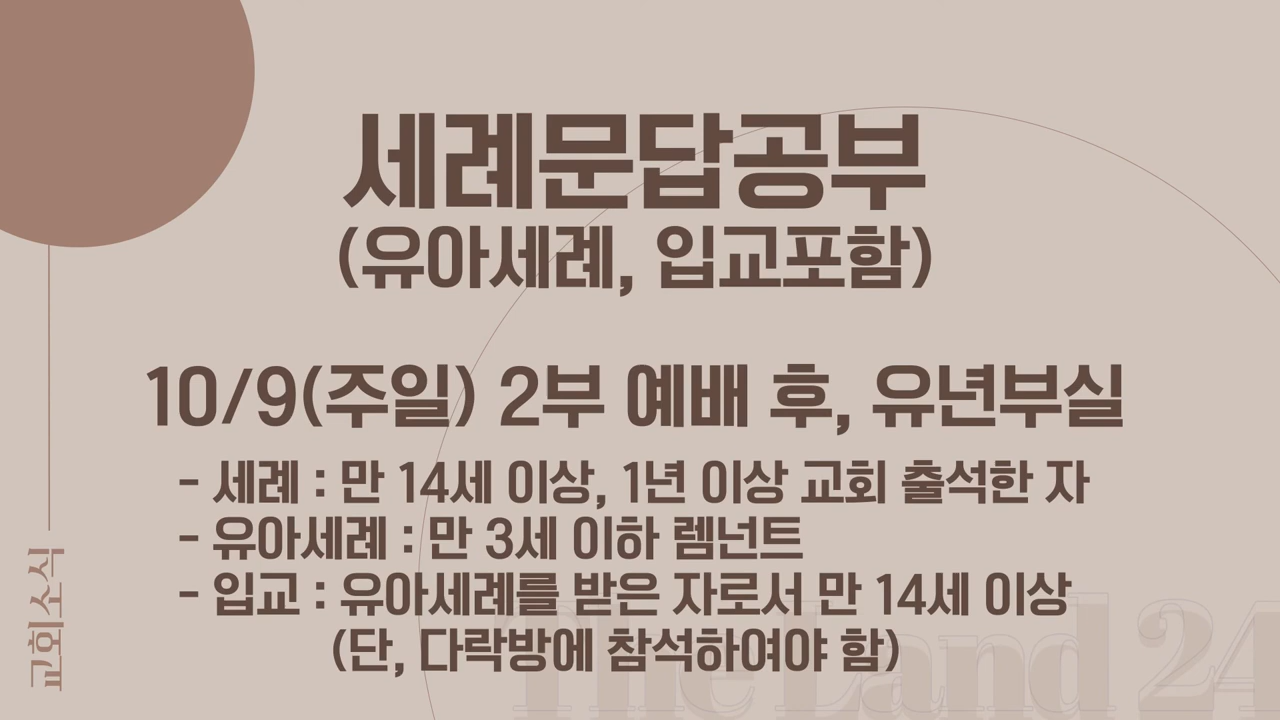 세례문답공부
(유아세례, 입교포함)
10/9(주일) 2부 예배 후, 유년부실
- 세례 : 만 14세 이상, 1년 이상 교회 출석한 자
- 유아세례 : 만 3세 이하 렘넌트
- 입교 : 유아세례를 받은 자로서 만 14세 이상
(단, 다락방에 참석하여야 함)
교회소식
The Land 24